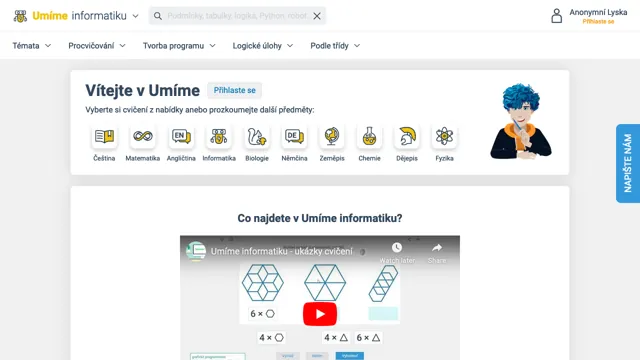 Umíme informatiku
Podmínky, tabulky, logika, Python, robot
Anonymní Lyska
Přihlaste se
Témata
Procvičování
Tvorba programu
Logické úlohy
Podle třídy
Vítejte v Umíme
Přihlaste se
Vyberte si cvičení z nabídky anebo prozkoumejte další předměty:
EN
DE
Čeština
Matematika
Angličtina
Informatika
Biologie
Němčina
Zeměpis
Chemie
Dějepis
Fyzika
NAPIŠTE NÁM
Co najdete v Umíme informatiku?
Umíme informatiku - ukázky cvičení
Watch later
Share
6 ×
4 ×
4 ×
6 ×